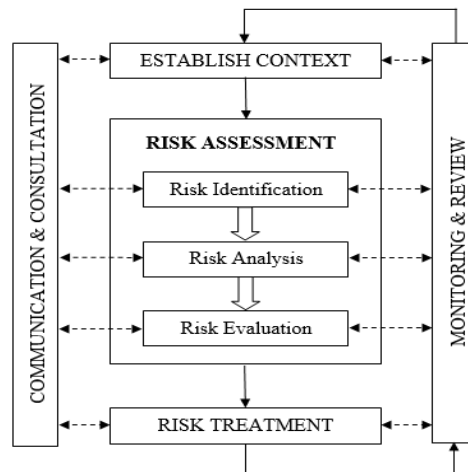 ESTABLISH CONTEXT
COMMUNICATION & CONSULTATION
RISK ASSESSMENT
Risk Identification
Risk Analysis
Risk Evaluation
MONITORING & REVIEW
RISK TREATMENT